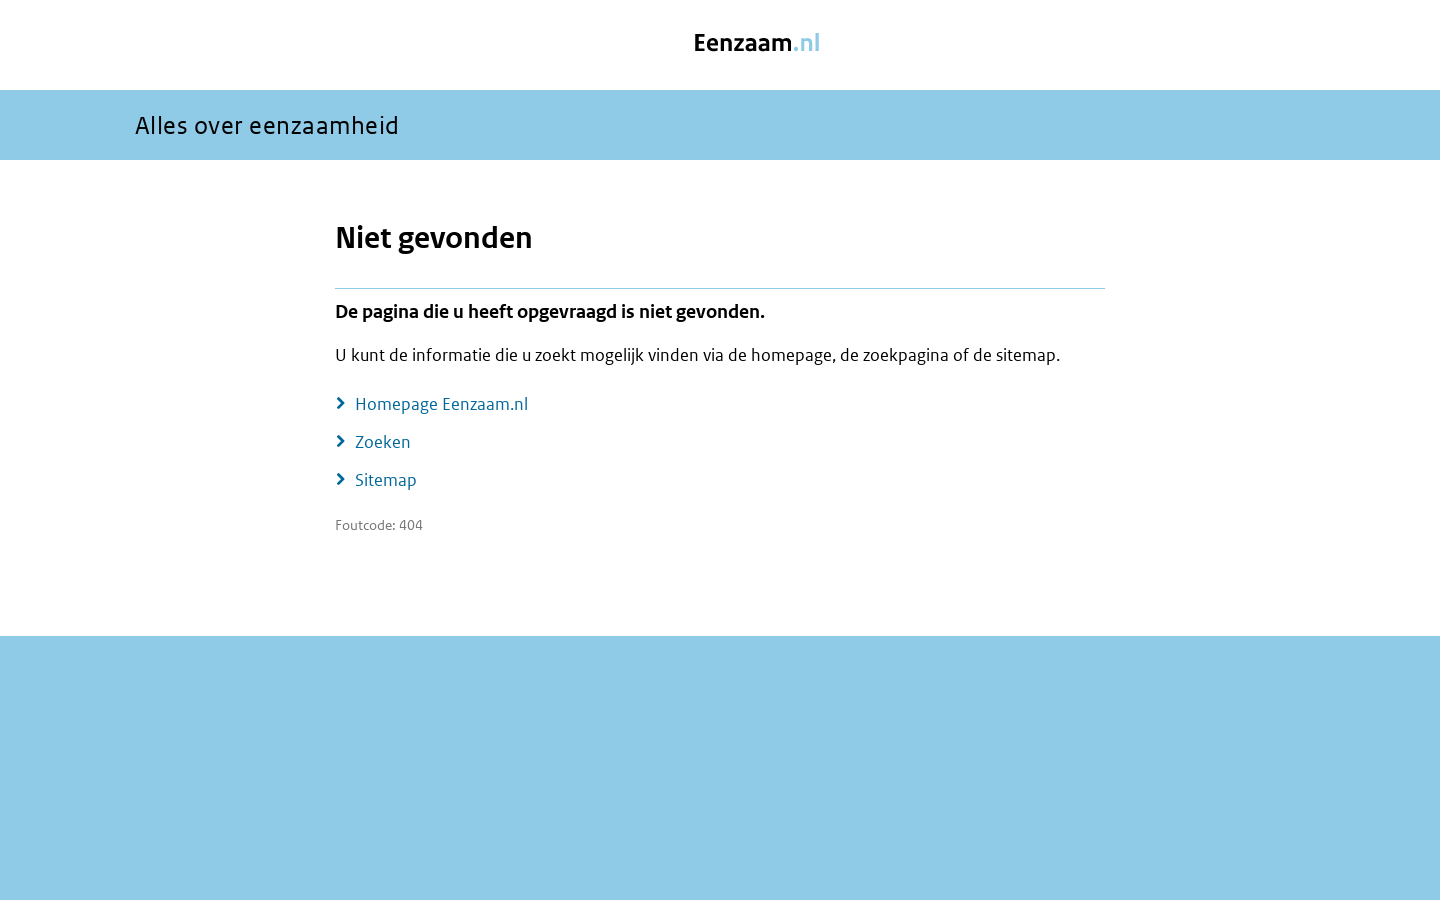 Eenzaam.nl
Alles over eenzaamheid
Niet gevonden
De pagina die u heeft opgevraagd is niet gevonden.
U kunt de informatie die u zoekt mogelijk vinden via de homepage, de zoekpagina of de sitemap.
Homepage Eenzaam.nl
Zoeken
Sitemap
Foutcode: 404